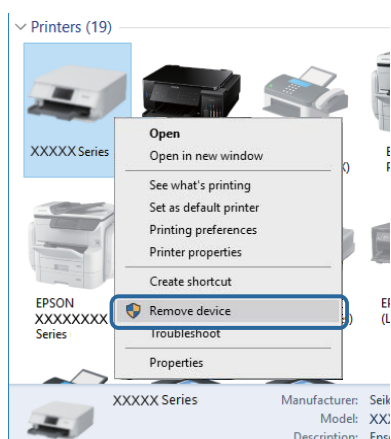 Printers (19)
XXXXX Series
Open
Open in new window
See what's printing
Set as default printer
Printing preferences
Printer properties
Create shortcut
Remove device
Troubleshoot
Properties
EPSON
XXXXXXXX
Series
XXXXX Series
Manufacturer:
Model:
Description: